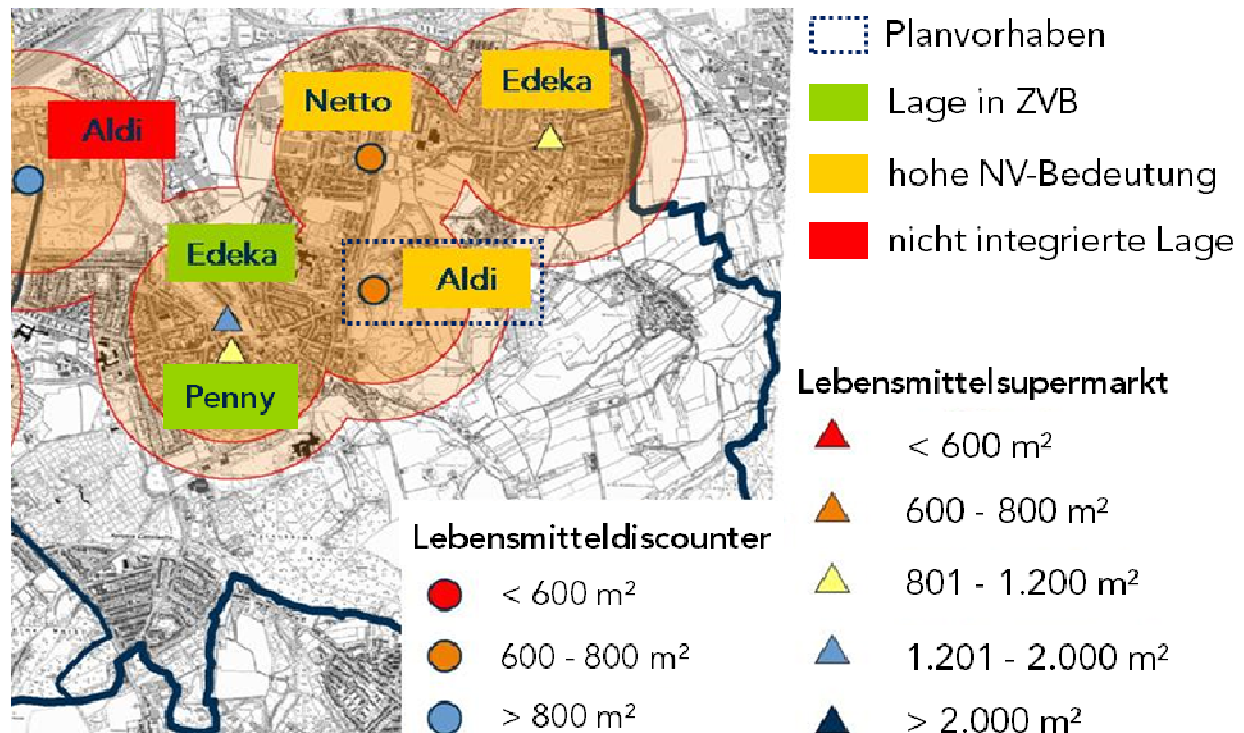 Aldi
Netto
Edeka
Edeka
Aldi
Penny
Planvorhaben
Lage in ZVB
hohe NV-Bedeutung
nicht integrierte Lage
Lebensmittelsupermarkt
< 600 m²
600 - 800 m²
801 - 1.200 m²
1.201 - 2.000 m²
> 2.000 m²
Lebensmitteldiscounter
< 600 m²
600 - 800 m²
> 800 m²